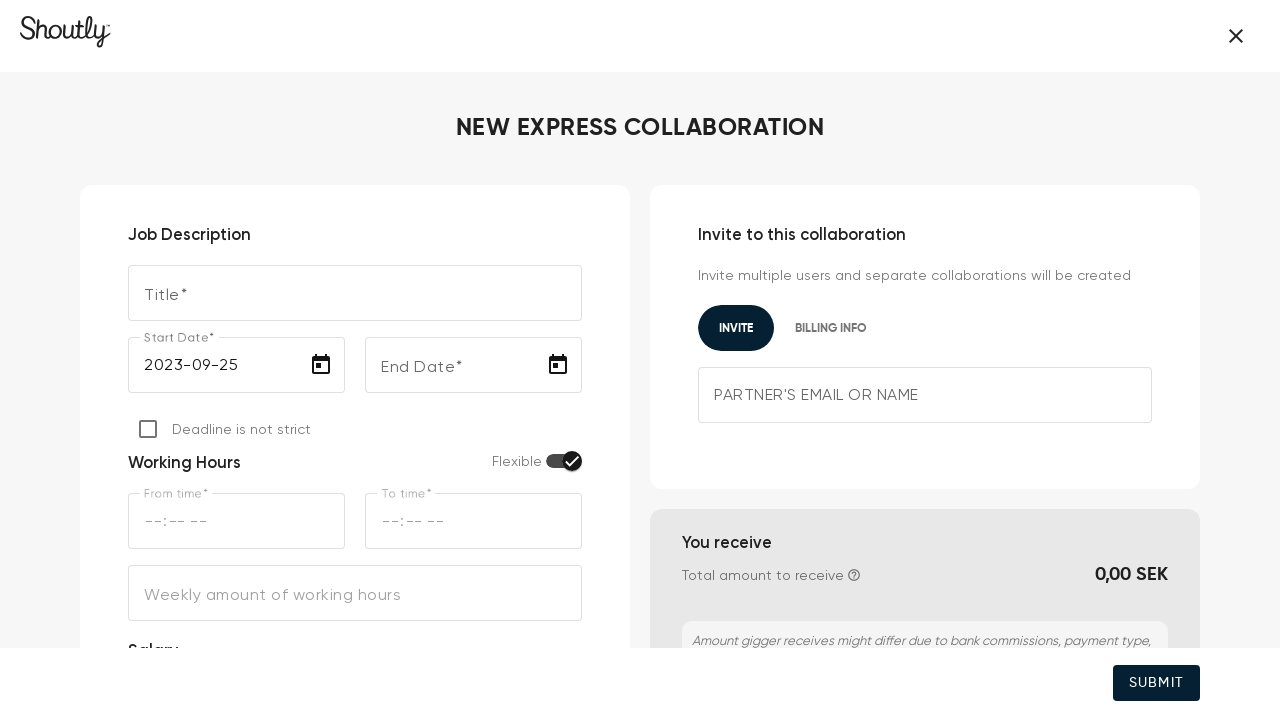 Shoutly™
NEW EXPRESS COLLABORATION
Job Description
Title*
Start Date*
2023-09-25
End Date*
Deadline is not strict
Working Hours
Flexible
From time*
--:-- --
To time*
--:-- --
Weekly amount of working hours
Salary
Invite to this collaboration
Invite multiple users and separate collaborations will be created
INVITE
BILLING INFO
PARTNER'S EMAIL OR NAME
You receive
Total amount to receive
0,00 SEK
Amount gigger receives might differ due to bank commissions, payment type,
SUBMIT